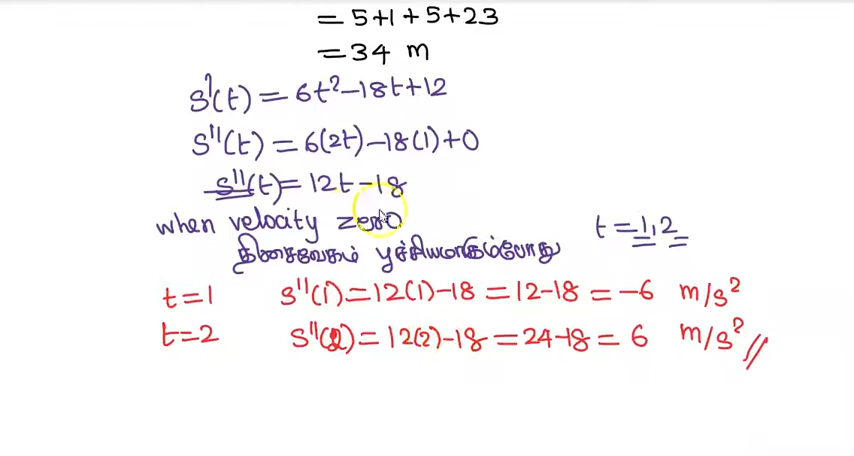 = 5+1+5+23
= 34 m
s'(t) = 6t²-18t+12
s''(t) = 6(2t)-18(1)+0
s''(t) = 12t-18
when velocity zero t = 1,2
திசைவேகம் பூச்சியமாகும்போது
t=1 s''(1) = 12(1)-18 = 12-18 = -6 m/s²
t=2 s''(2) = 12(2)-18 = 24-18 = 6 m/s² //